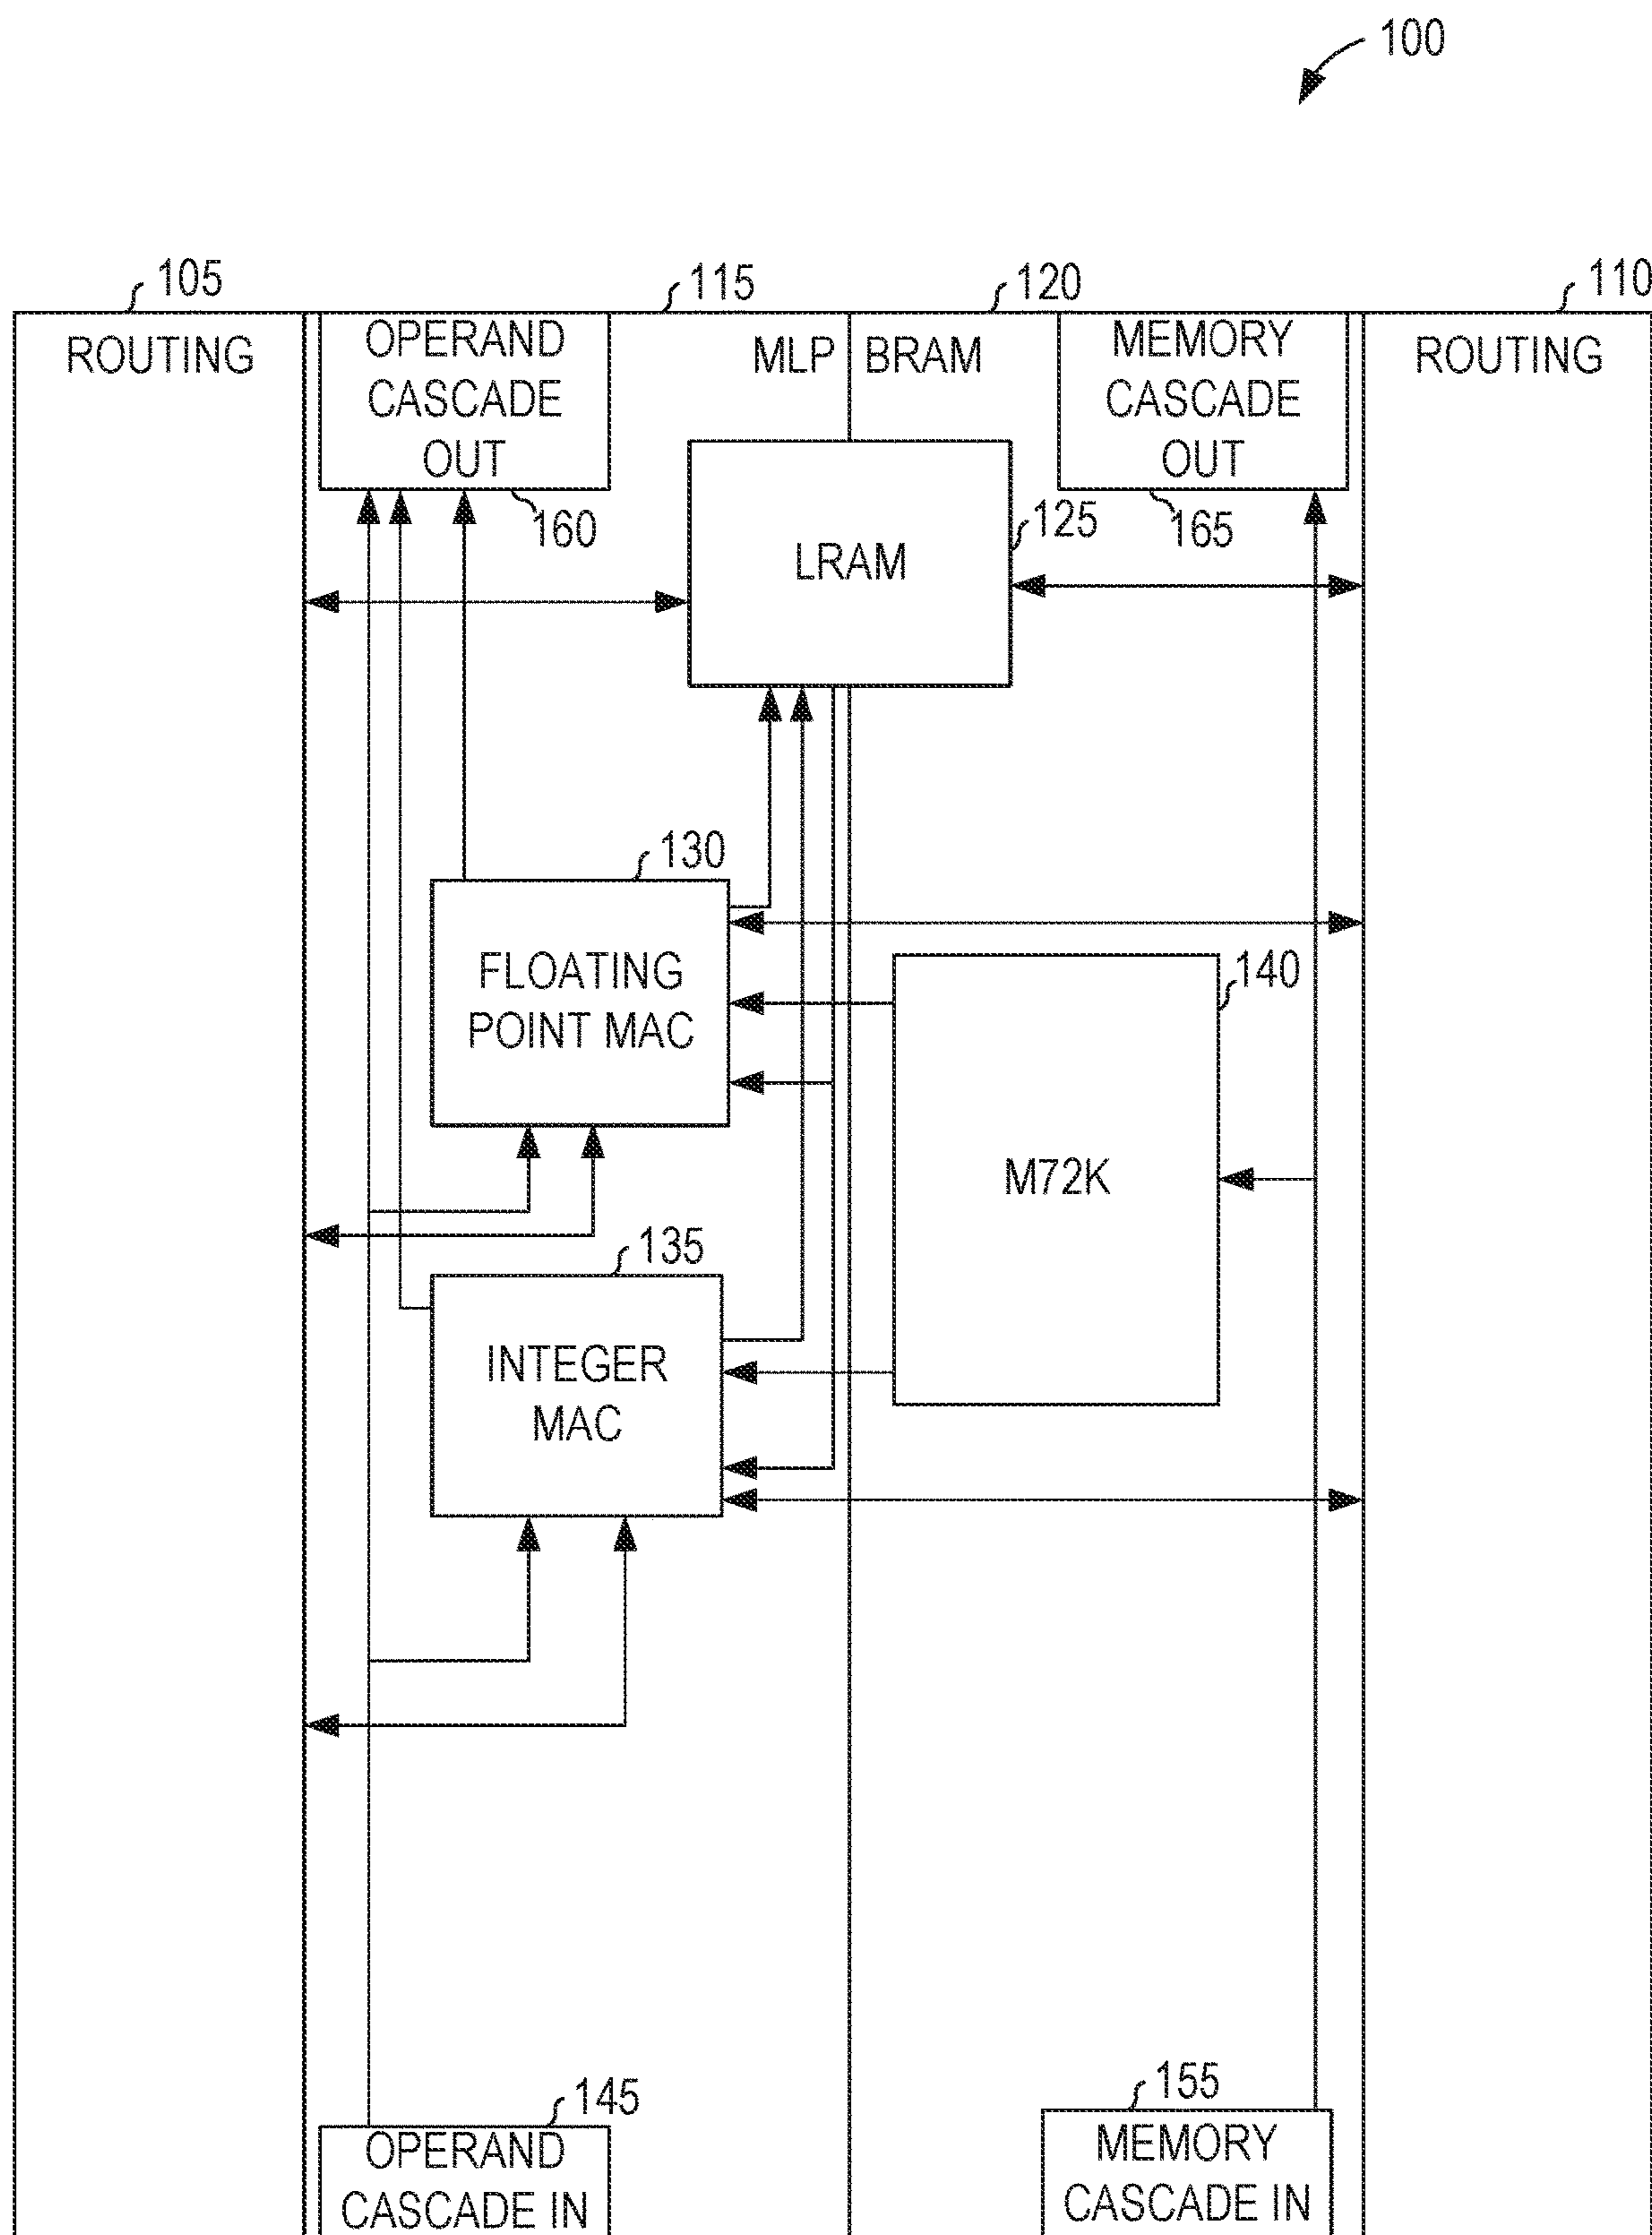 100
105
115
120
110
ROUTING
OPERAND
CASCADE
OUT
MLP
BRAM
MEMORY
CASCADE
OUT
ROUTING
160
125
165
LRAM
130
FLOATING
POINT MAC
140
M72K
135
INTEGER
MAC
145
OPERAND
CASCADE IN
155
MEMORY
CASCADE IN